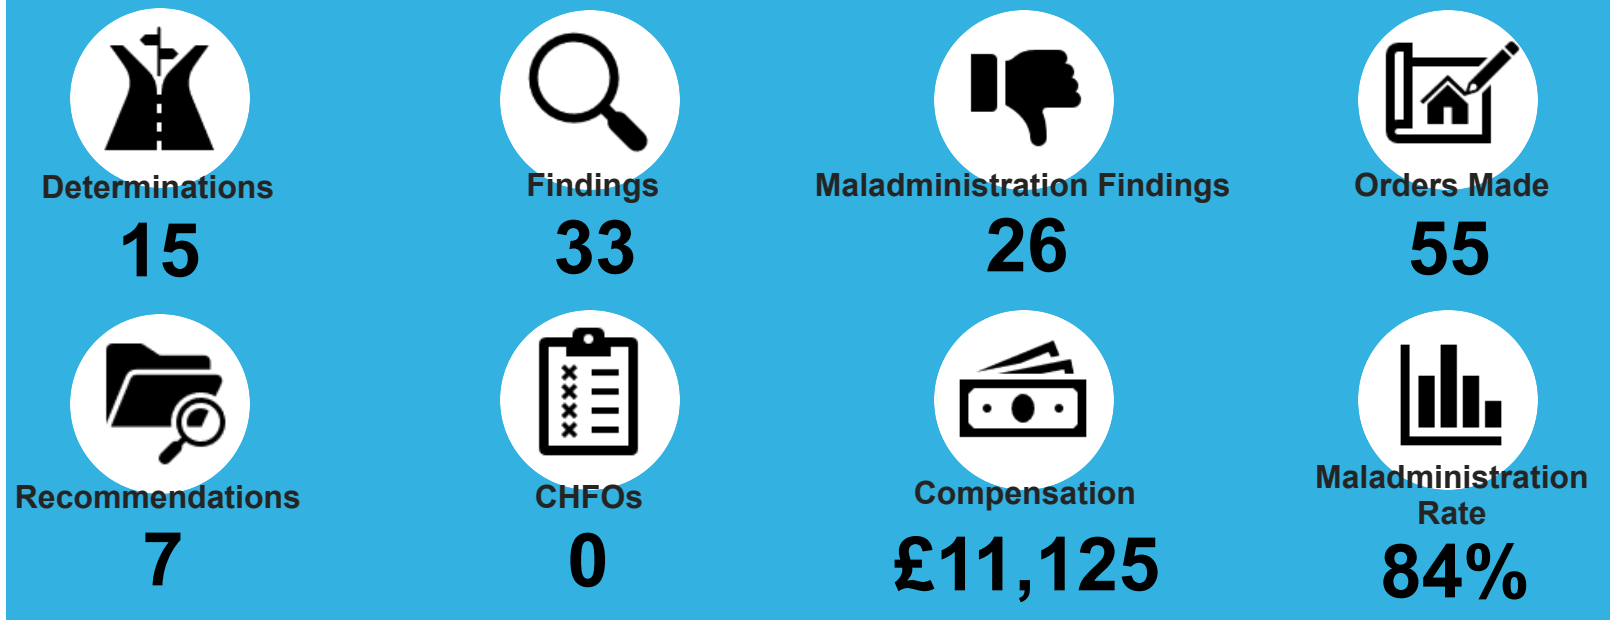 Determinations
15
Findings
33
Maladministration Findings
26
Orders Made
55
Recommendations
7
CHFOs
0
Compensation
£11,125
Maladministration
Rate
84%